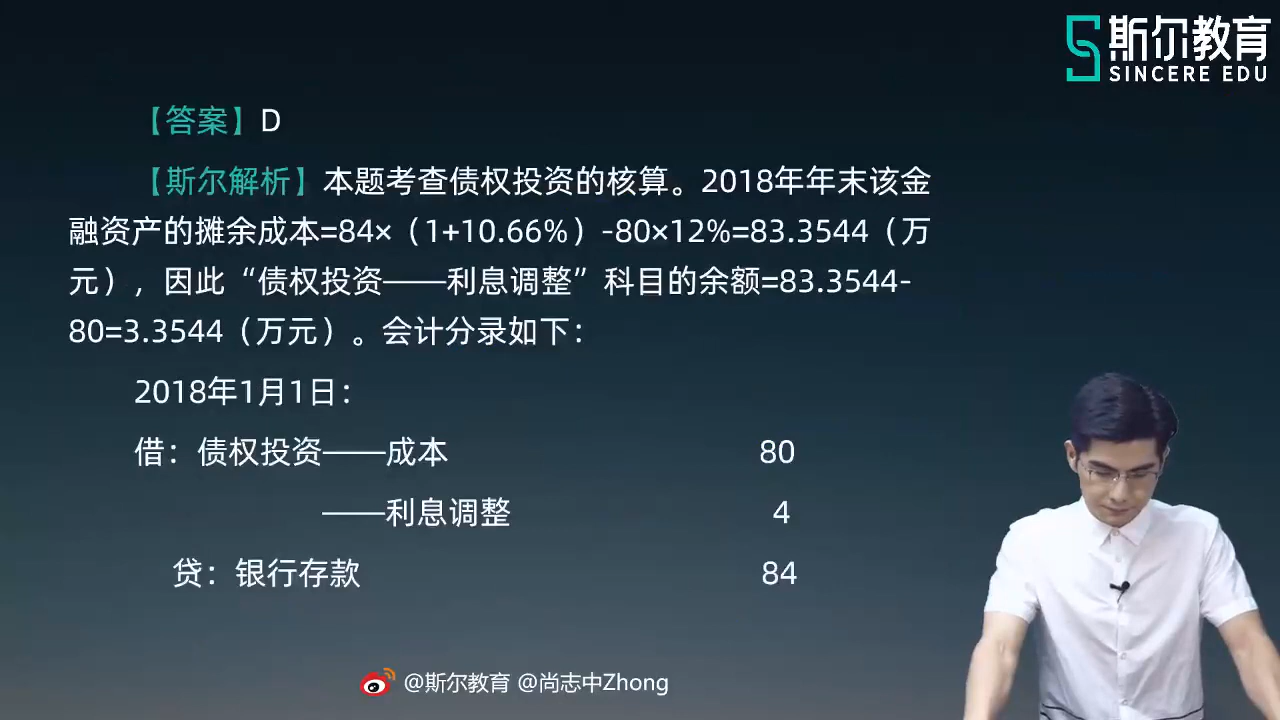 斯尔教育
SINCERE EDU
【答案】D
【斯尔解析】本题考查债权投资的核算。2018年年末该金
融资产的摊余成本=84×（1+10.66%）-80×12%=83.3544（万
元），因此“债权投资——利息调整”科目的余额=83.3544-
80=3.3544（万元）。会计分录如下：
2018年1月1日：
借：债权投资——成本 80
——利息调整 4
贷：银行存款 84
@斯尔教育 @尚志中Zhong